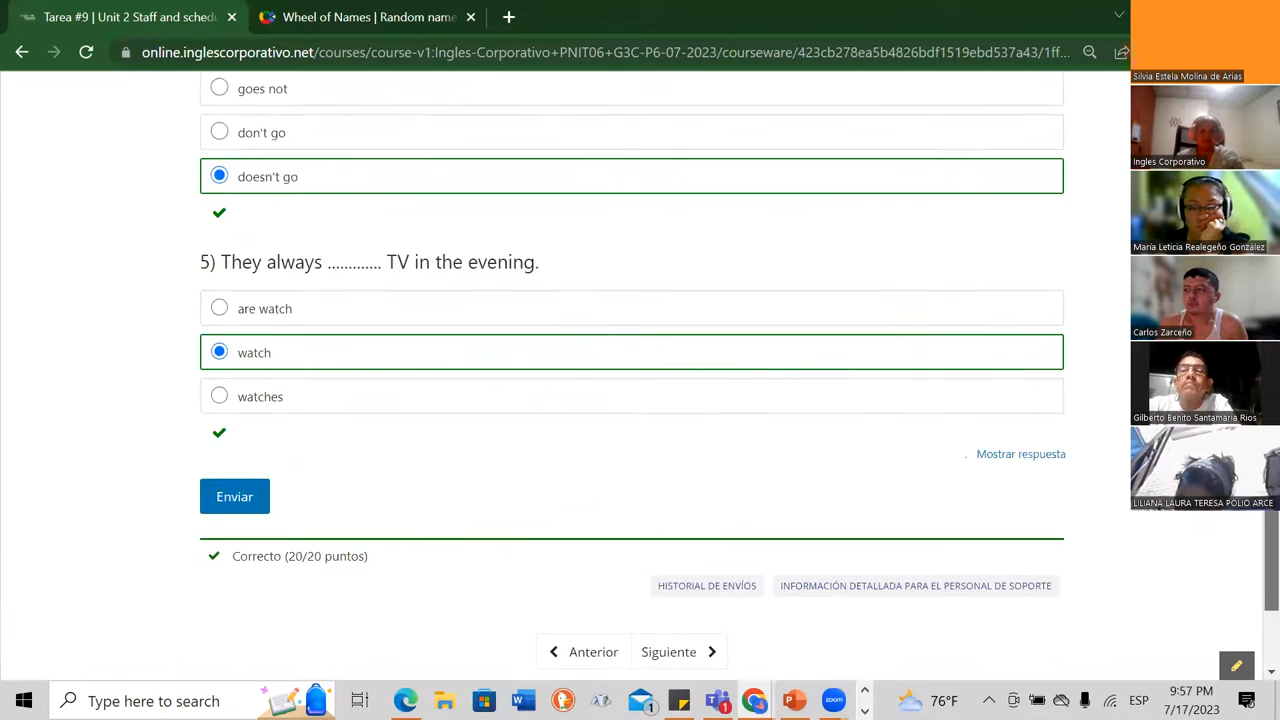 Tarea #9 | Unit 2 Staff and schedu
Wheel of Names | Random name
online.inglescorporativo.net/courses/course-v1:Ingles-Corporativo+PNIT06+G3C-P6-07-2023/courseware/423cb278ea5b4826bdf1519ebd537a43/1ff...
goes not
don't go
doesn't go
5) They always ............. TV in the evening.
are watch
watch
watches
. Mostrar respuesta
Enviar
Correcto (20/20 puntos)
HISTORIAL DE ENVÍOS
INFORMACIÓN DETALLADA PARA EL PERSONAL DE SOPORTE
Anterior
Siguiente
Silvia Estela Molina de Arias
Ingles Corporativo
María Leticia Realegeño González
Carlos Zarceño
Gilberto Benito Santamaria Rios
LILIANA LAURA TERESA POLIO ARCE
Type here to search
1
1
zoom
76°F
ESP
9:57 PM
7/17/2023